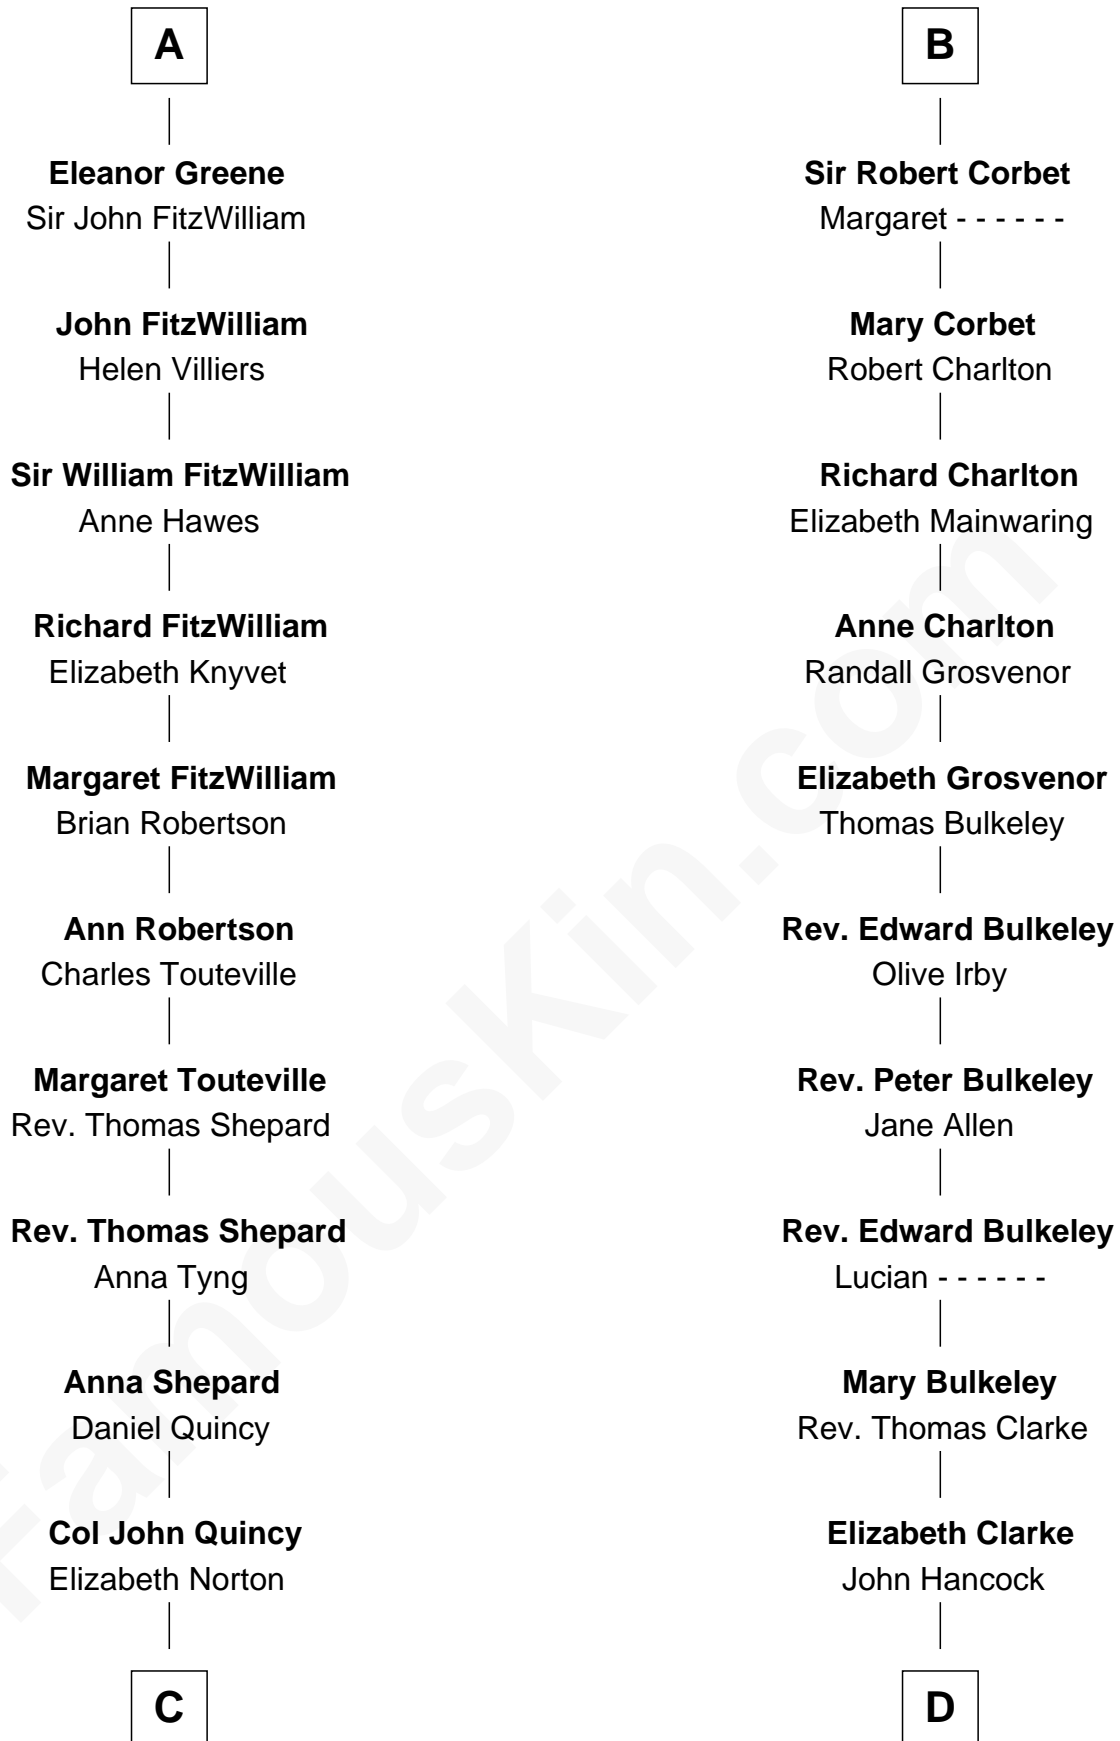 A
Eleanor Greene
Sir John FitzWilliam
John FitzWilliam
Helen Villiers
Sir William FitzWilliam
Anne Hawes
Richard FitzWilliam
Elizabeth Knyvet
Margaret FitzWilliam
Brian Robertson
Ann Robertson
Charles Touteville
Margaret Touteville
Rev. Thomas Shepard
Rev. Thomas Shepard
Anna Tyng
Anna Shepard
Daniel Quincy
Col John Quincy
Elizabeth Norton
C
B
Sir Robert Corbet
Margaret - - - - - -
Mary Corbet
Robert Charlton
Richard Charlton
Elizabeth Mainwaring
Anne Charlton
Randall Grosvenor
Elizabeth Grosvenor
Thomas Bulkeley
Rev. Edward Bulkeley
Olive Irby
Rev. Peter Bulkeley
Jane Allen
Rev. Edward Bulkeley
Lucian - - - - - -
Mary Bulkeley
Rev. Thomas Clarke
Elizabeth Clarke
John Hancock
D
FamousKin.com